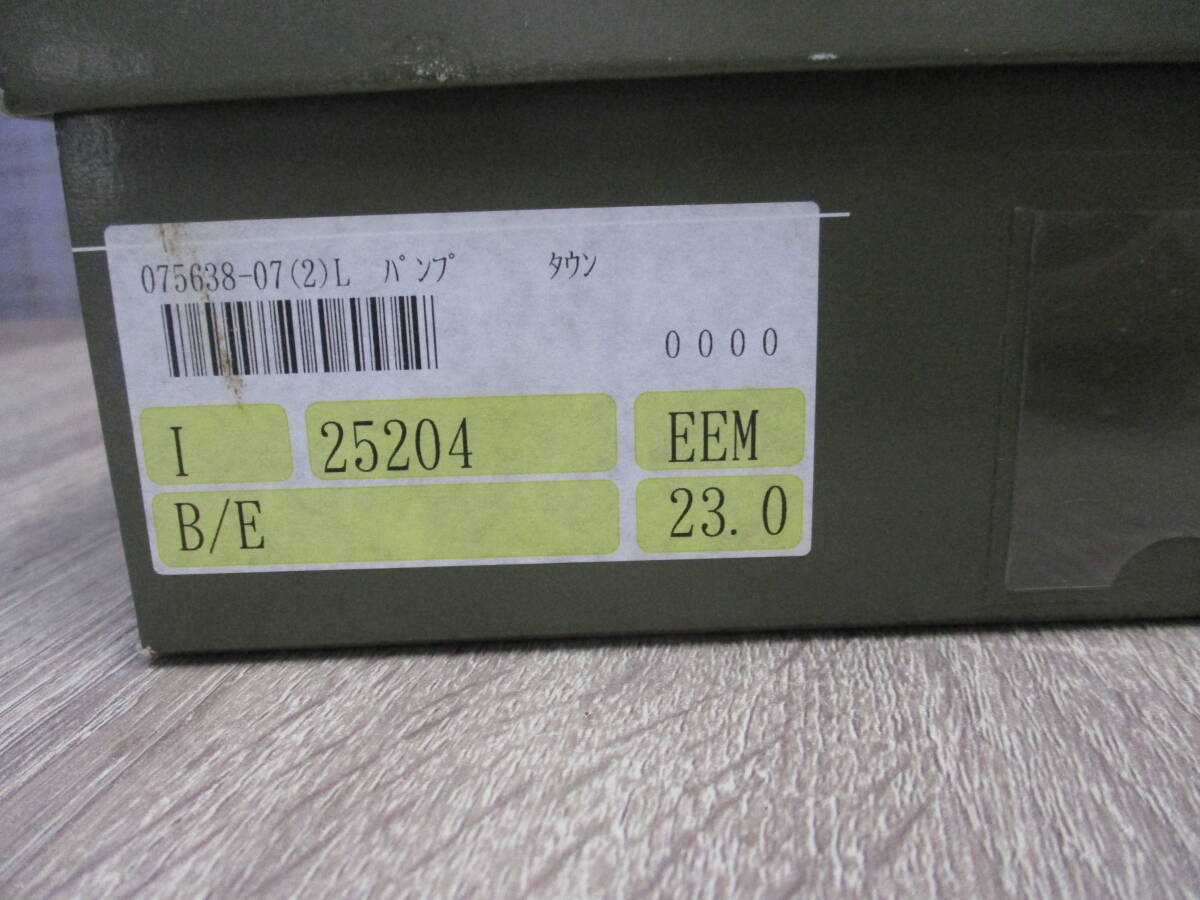 075638-07(2)L ﾊﾟﾝﾌﾟ ﾀｳﾝ
0000
I 25204 EEM
B/E 23.0